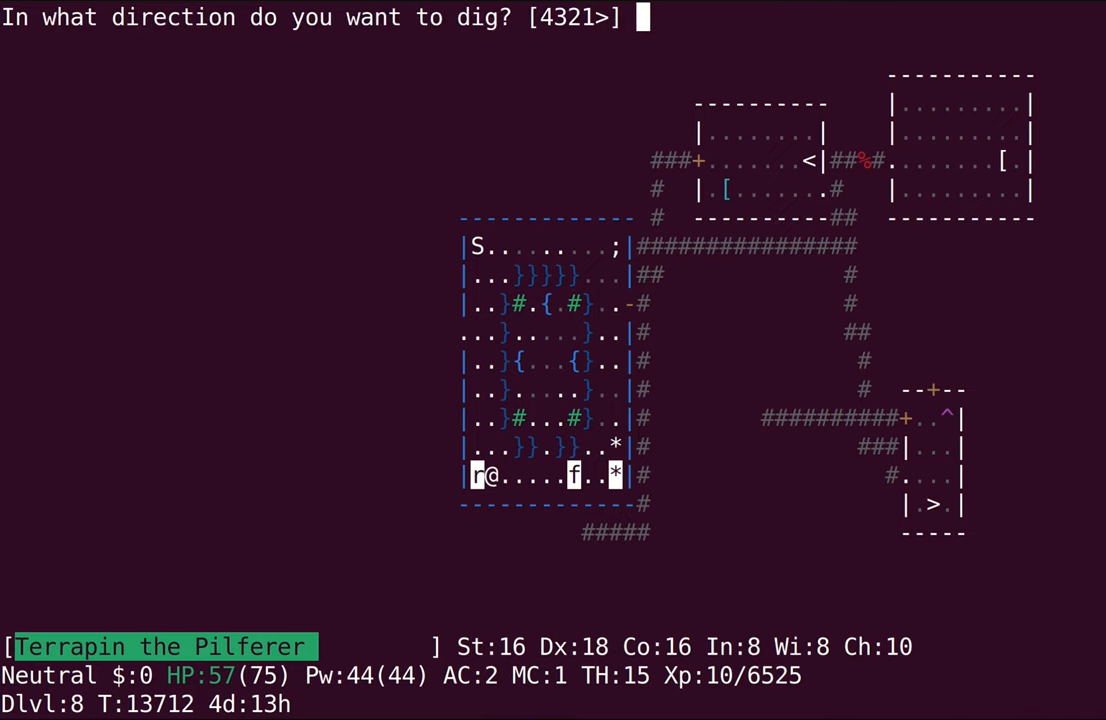 In what direction do you want to dig? [4321>]
-----------
---------- |.........|
|........| |.........|
###+.......<|##%#.........[.|
# |.[.......# |.........|
------------- # ----------## -----------
|S.........;|################
|...}}}}}...|## #
|..}#.{.#}..-# #
...}.....}..|# ##
|..}{...{}..|# #
|..}.....}..|# # --+--
|..}#...#}..|# ##########+..^|
|...}}.}}..*|# ###|...|
|r@.....f..*|# #....|
-------------# |.>.|
##### -----
[Terrapin the Pilferer ] St:16 Dx:18 Co:16 In:8 Wi:8 Ch:10
Neutral $:0 HP:57(75) Pw:44(44) AC:2 MC:1 TH:15 Xp:10/6525
Dlvl:8 T:13712 4d:13h